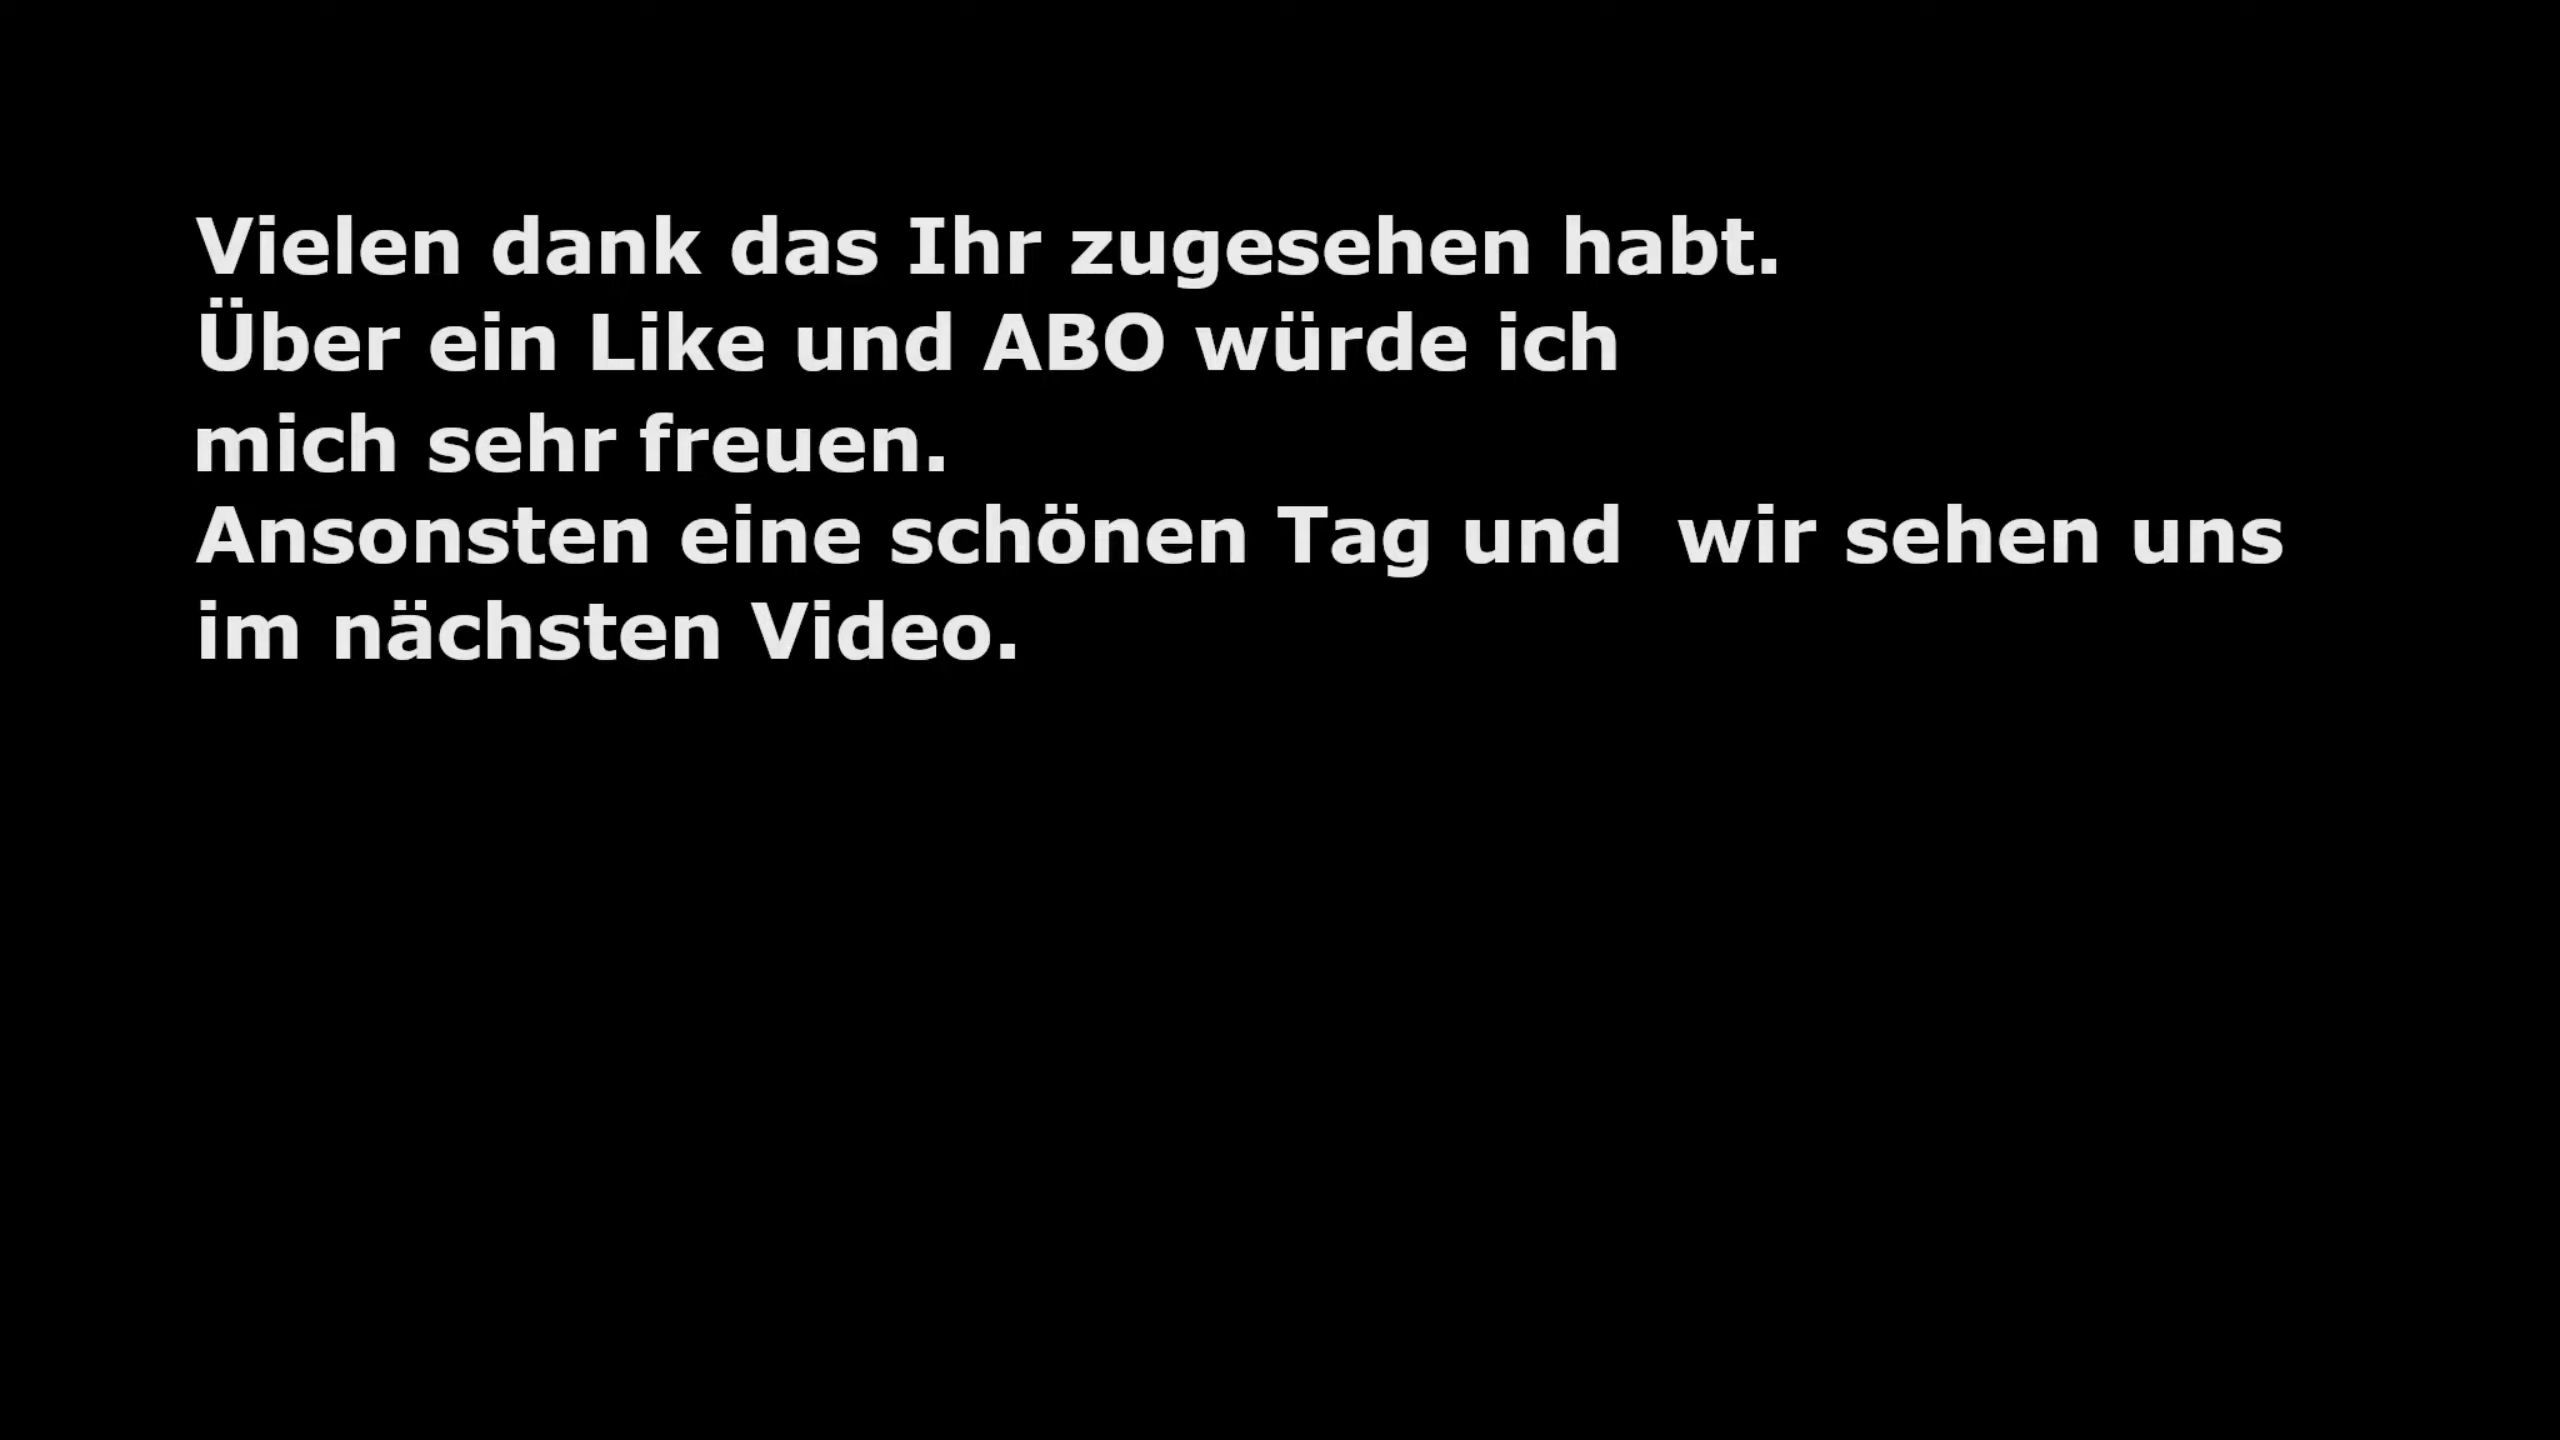 Vielen dank das Ihr zugesehen habt.
Über ein Like und ABO würde ich
mich sehr freuen.
Ansonsten eine schönen Tag und  wir sehen uns
im nächsten Video.